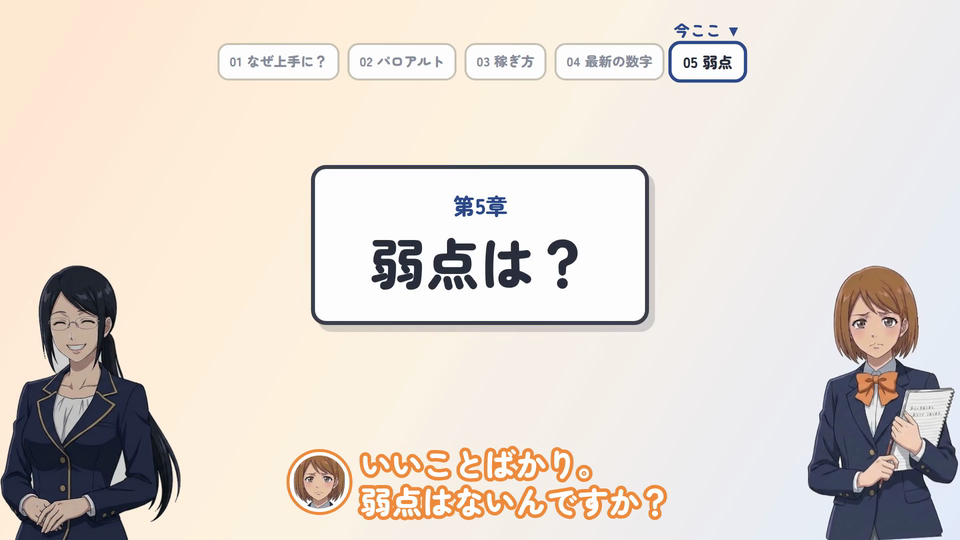 今ここ ▼
01 なぜ上手に？
02 パロアルト
03 稼ぎ方
04 最新の数字
05 弱点
第5章
弱点は？
いいことばかり。
弱点はないんですか？